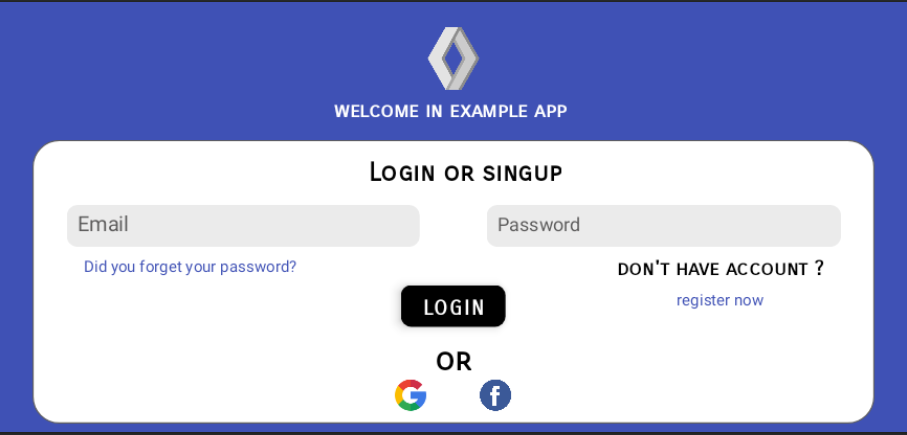 WELCOME IN EXAMPLE APP
LOGIN OR SINGUP
Email
Password
Did you forget your password?
DON'T HAVE ACCOUNT ?
register now
LOGIN
OR